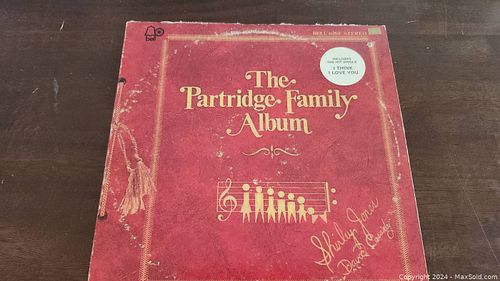 Bell
BELL 6050 STEREO
INCLUDES
THE HIT SINGLE
I THINK
I LOVE YOU
The
Partridge Family
Album
Shirley Jones
&
David Cassidy
Copyright 2024 - MaxSold.com